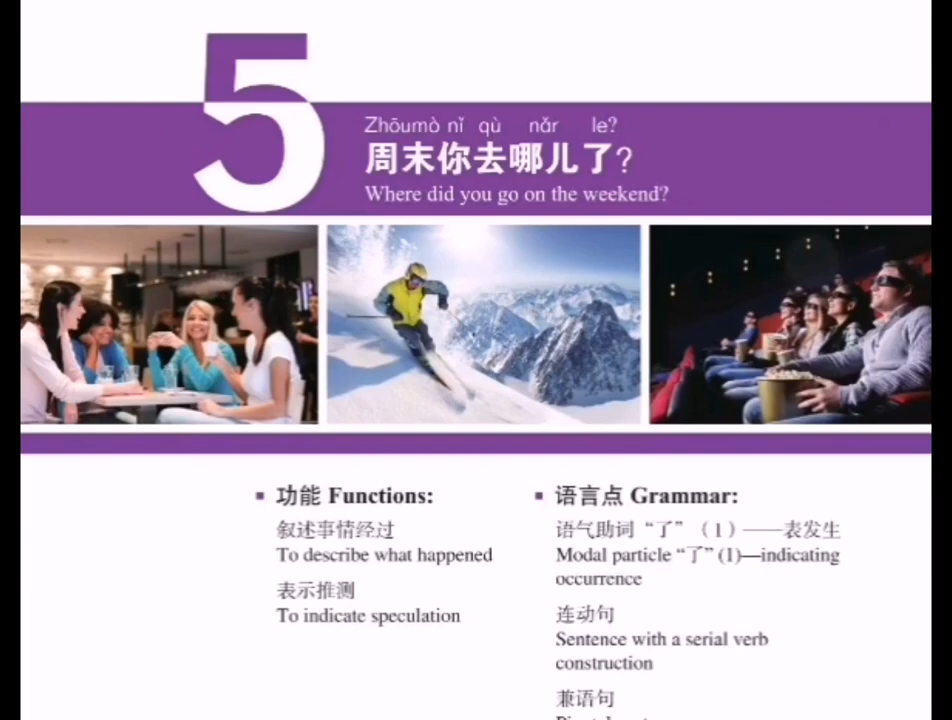 5
Zhōumò nǐ qù nǎr le?
周末你去哪儿了?
Where did you go on the weekend?
▪ 功能 Functions:
叙述事情经过
To describe what happened
表示推测
To indicate speculation
▪ 语言点 Grammar:
语气助词“了”（1）——表发生
Modal particle “了” (1)—indicating
occurrence
连动句
Sentence with a serial verb
construction
兼语句